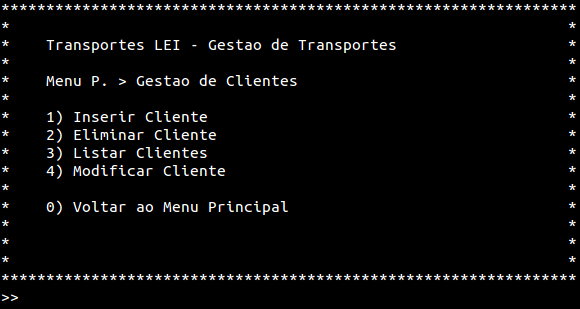 ****************************************************************
*                                                              *
*    Transportes LEI - Gestao de Transportes                   *
*                                                              *
*    Menu P. > Gestao de Clientes                              *
*                                                              *
*    1) Inserir Cliente                                        *
*    2) Eliminar Cliente                                       *
*    3) Listar Clientes                                        *
*    4) Modificar Cliente                                      *
*                                                              *
*    0) Voltar ao Menu Principal                               *
*                                                              *
*                                                              *
*                                                              *
****************************************************************
>>